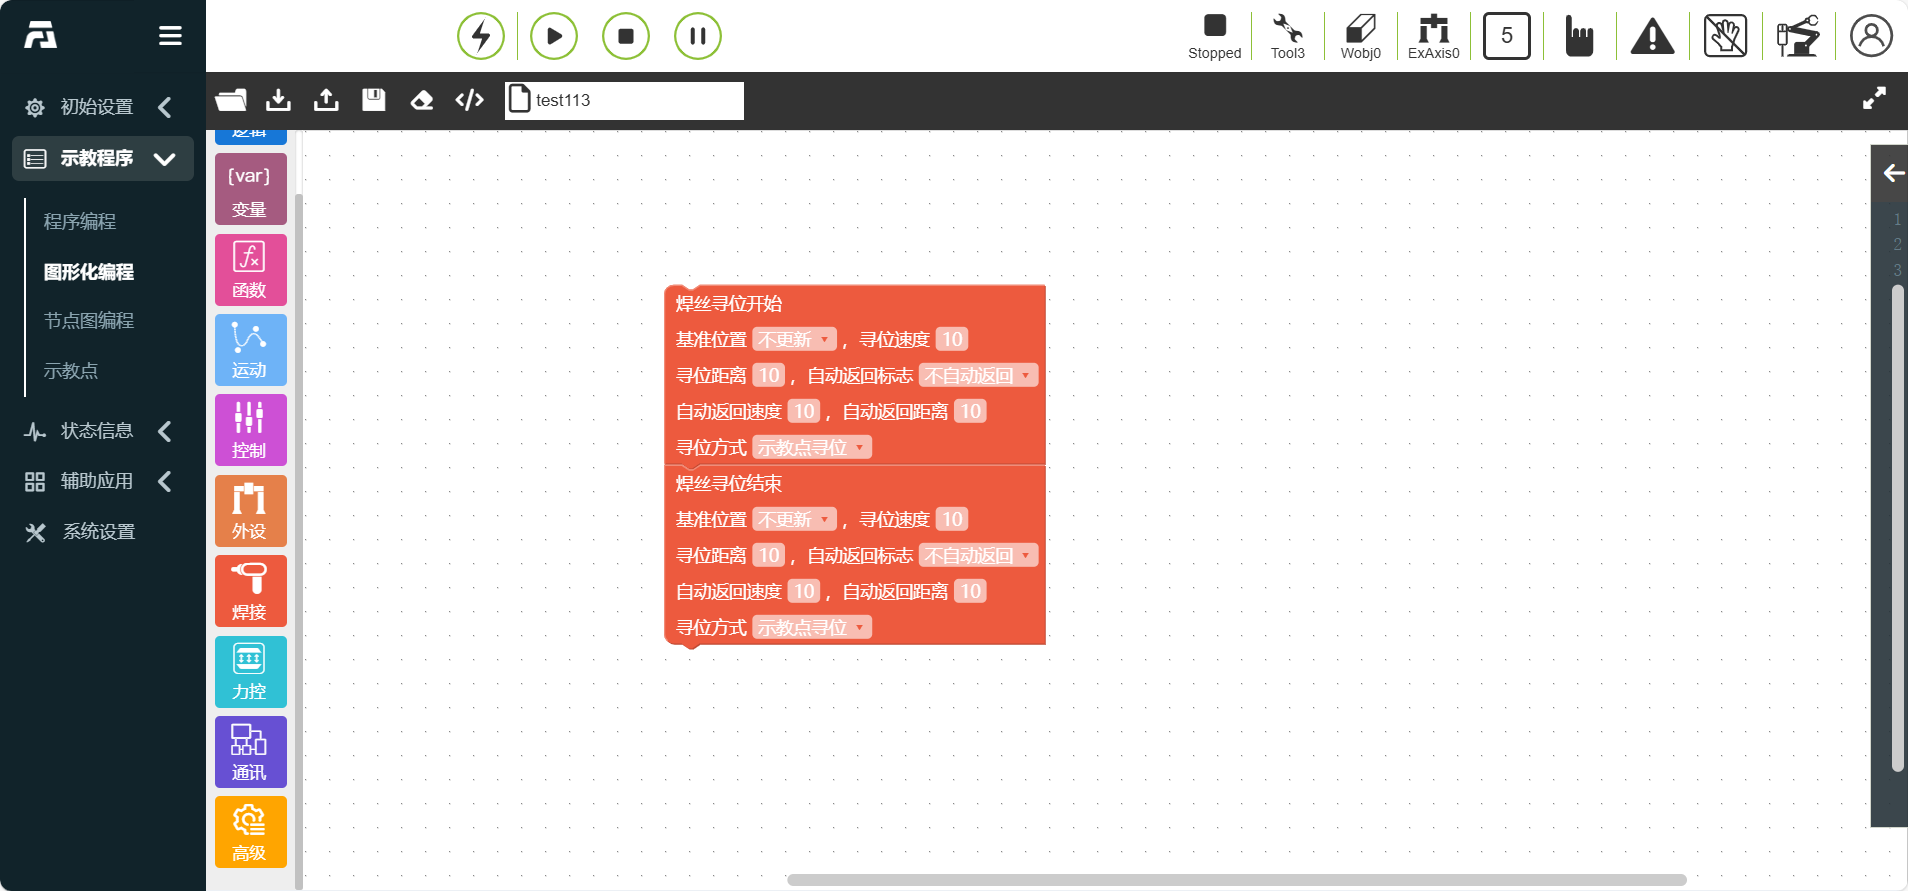 Stopped
Tool3
Wobj0
ExAxis0
5
test113
初始设置
示教程序
程序编程
图形化编程
节点图编程
示教点
状态信息
辅助应用
系统设置
逻辑
[var]
变量
函数
运动
控制
外设
焊接
力控
通讯
高级
焊丝寻位开始
基准位置 不更新 ，寻位速度 10
寻位距离 10 ，自动返回标志 不自动返回
自动返回速度 10 ，自动返回距离 10
寻位方式 示教点寻位
焊丝寻位结束
基准位置 不更新 ，寻位速度 10
寻位距离 10 ，自动返回标志 不自动返回
自动返回速度 10 ，自动返回距离 10
寻位方式 示教点寻位
1
2
3